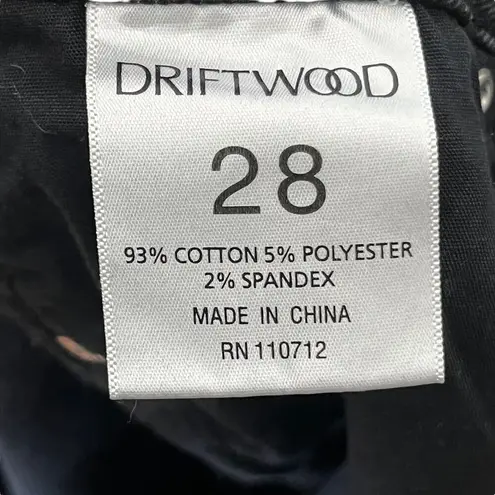 DRIFTWOOD
28
93% COTTON 5% POLYESTER
2% SPANDEX
MADE IN CHINA
RN 110712